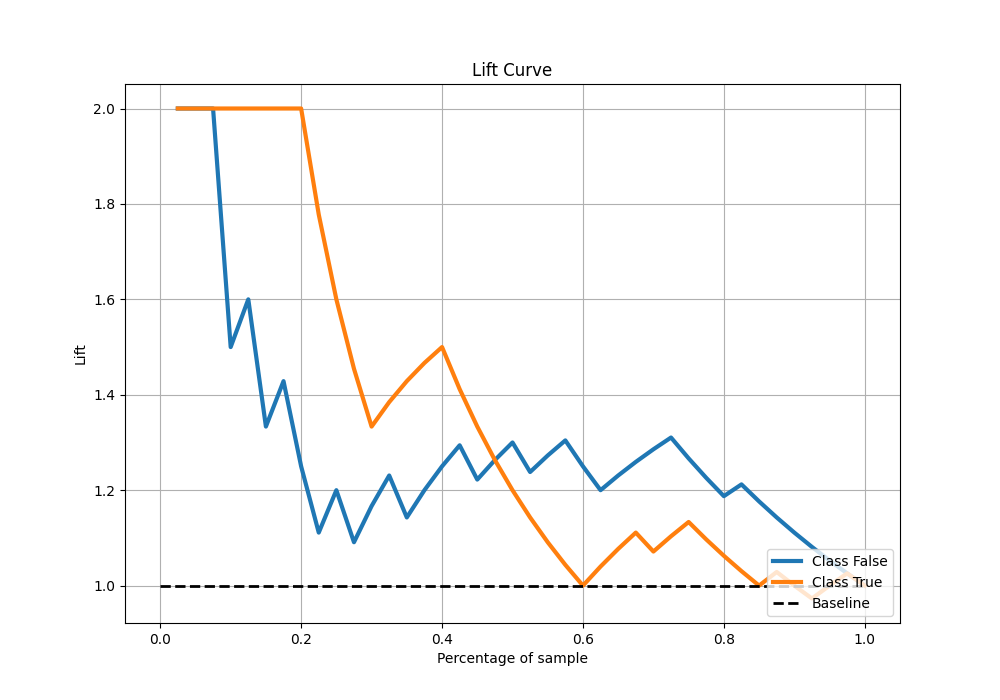 Lift Curve
2.0
1.8
1.6
1.4
1.2
1.0
Lift
0.0
0.2
0.4
0.6
0.8
1.0
Percentage of sample
Class False
Class True
Baseline